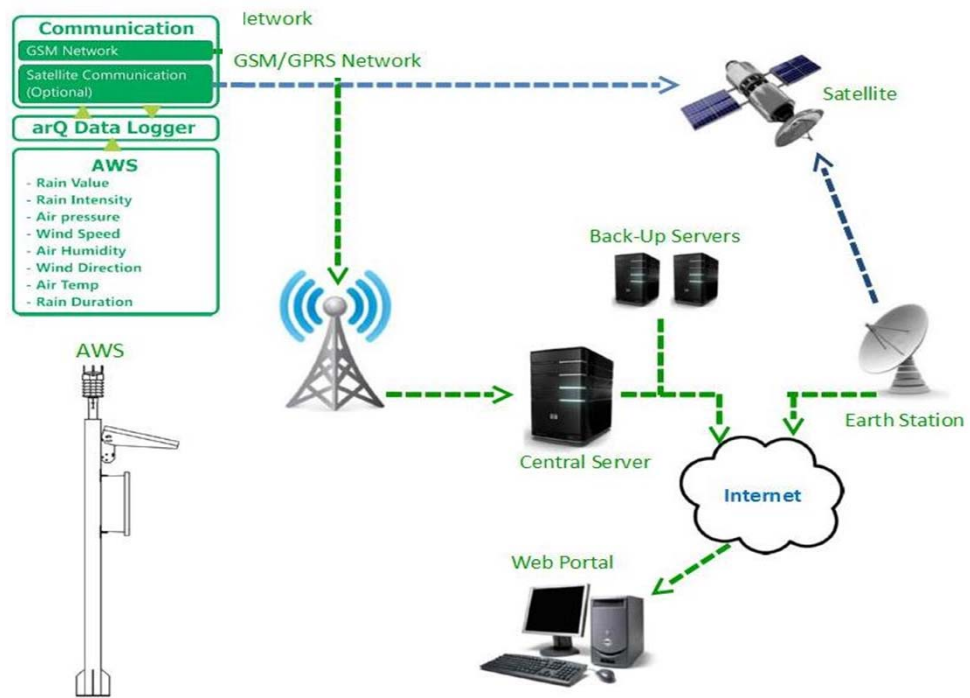 Communication
GSM Network
Satellite Communication
(Optional)
arQ Data Logger
AWS
- Rain Value
- Rain Intensity
- Air pressure
- Wind Speed
- Air Humidity
- Wind Direction
- Air Temp
- Rain Duration
letwork
GSM/GPRS Network
Satellite
Back-Up Servers
AWS
Central Server
Earth Station
Internet
Web Portal